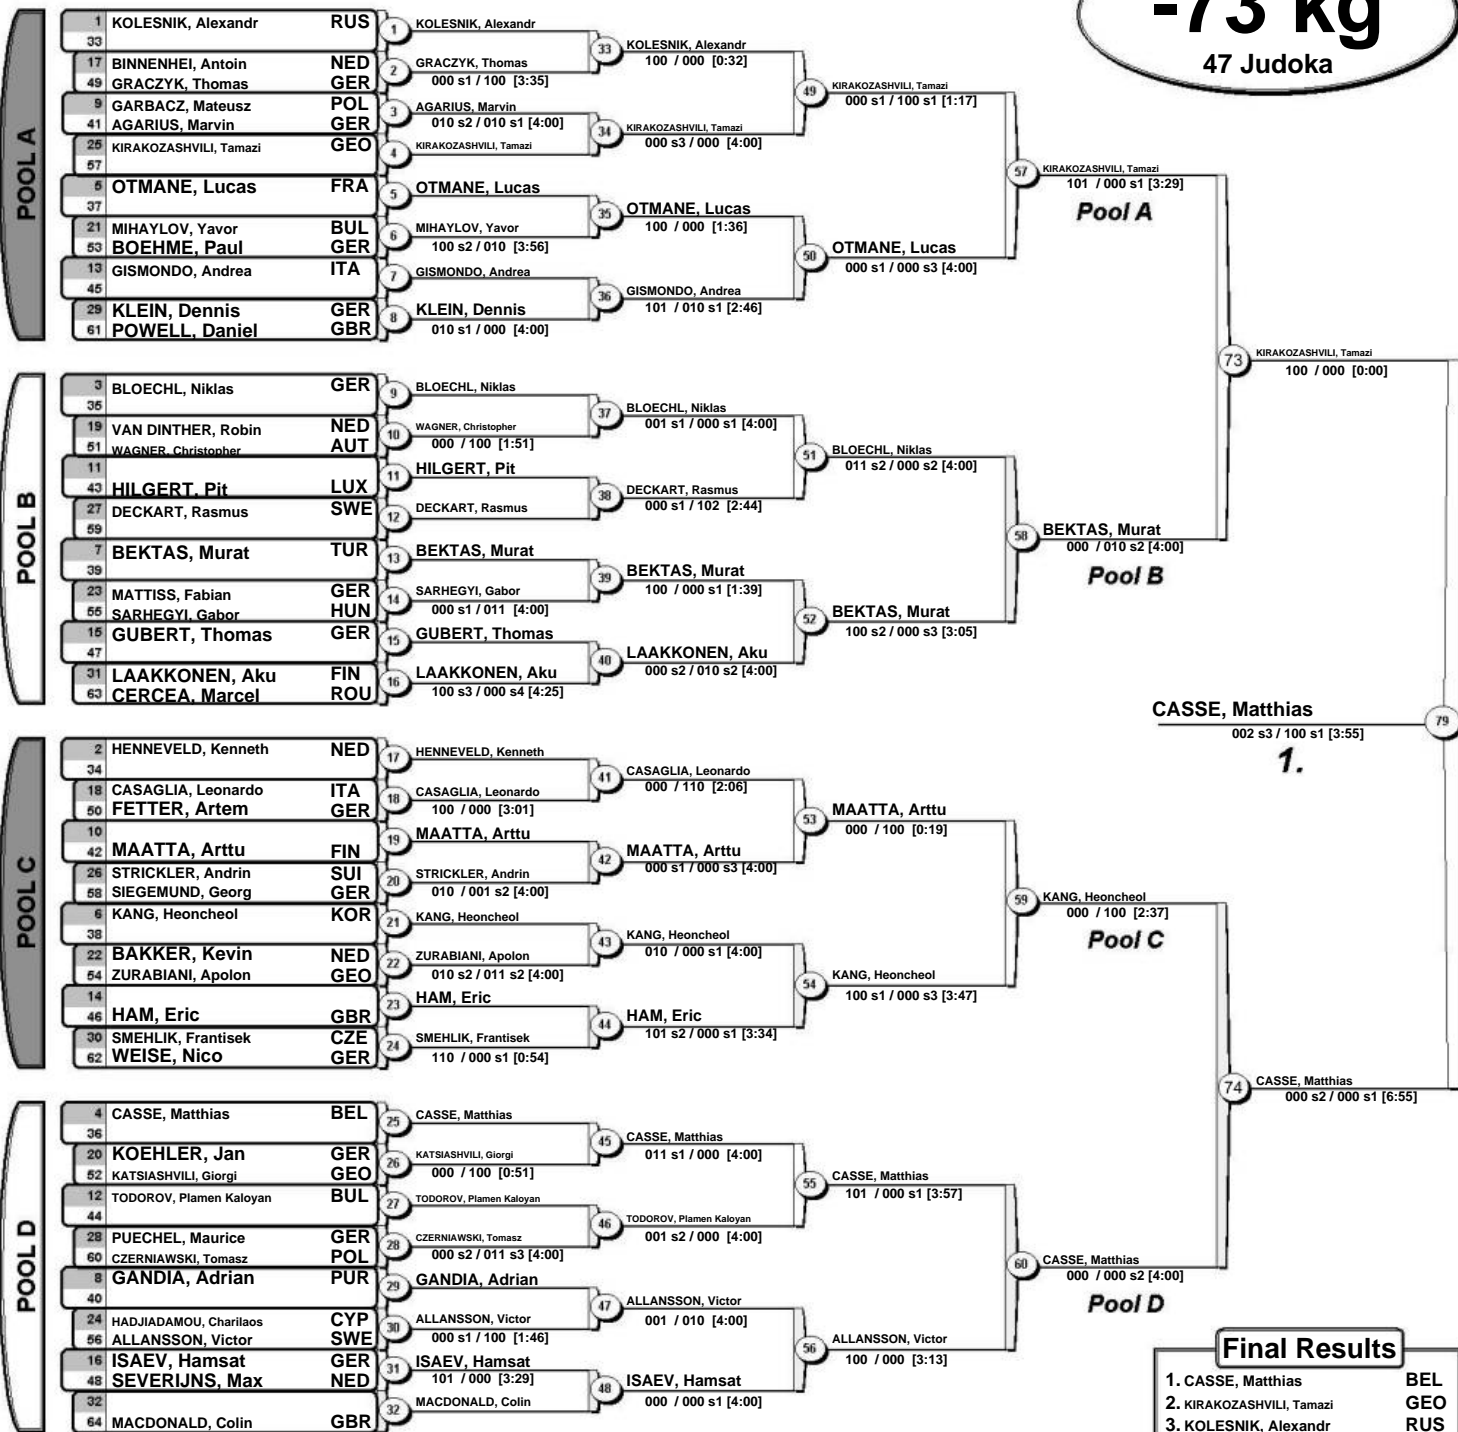 -73 kg
47 Judoka
POOL A
1 KOLESNIK, Alexandr RUS
33
17 BINNENHEI, Antoin NED
49 GRACZYK, Thomas GER
9 GARBACZ, Mateusz POL
41 AGARIUS, Marvin GER
25 KIRAKOZASHVILI, Tamazi GEO
57
5 OTMANE, Lucas FRA
37
21 MIHAYLOV, Yavor BUL
53 BOEHME, Paul GER
13 GISMONDO, Andrea ITA
45
29 KLEIN, Dennis GER
61 POWELL, Daniel GBR
1 KOLESNIK, Alexandr
2 GRACZYK, Thomas
000 s1 / 100 [3:35]
3 AGARIUS, Marvin
010 s2 / 010 s1 [4:00]
4 KIRAKOZASHVILI, Tamazi
5 OTMANE, Lucas
6 MIHAYLOV, Yavor
100 s2 / 010 [3:56]
7 GISMONDO, Andrea
8 KLEIN, Dennis
010 s1 / 000 [4:00]
33 KOLESNIK, Alexandr
100 / 000 [0:32]
34 KIRAKOZASHVILI, Tamazi
000 s3 / 000 [4:00]
35 OTMANE, Lucas
100 / 000 [1:36]
36 GISMONDO, Andrea
101 / 010 s1 [2:46]
49 KIRAKOZASHVILI, Tamazi
000 s1 / 100 s1 [1:17]
50 OTMANE, Lucas
000 s1 / 000 s3 [4:00]
57 KIRAKOZASHVILI, Tamazi
101 / 000 s1 [3:29]
Pool A
POOL B
3 BLOECHL, Niklas GER
35
19 VAN DINTHER, Robin NED
51 WAGNER, Christopher AUT
11
43 HILGERT, Pit LUX
27 DECKART, Rasmus SWE
59
7 BEKTAS, Murat TUR
39
23 MATTISS, Fabian GER
55 SARHEGYI, Gabor HUN
15 GUBERT, Thomas GER
47
31 LAAKKONEN, Aku FIN
63 CERCEA, Marcel ROU
9 BLOECHL, Niklas
10 WAGNER, Christopher
000 / 100 [1:51]
11 HILGERT, Pit
12 DECKART, Rasmus
13 BEKTAS, Murat
14 SARHEGYI, Gabor
000 s1 / 011 [4:00]
15 GUBERT, Thomas
16 LAAKKONEN, Aku
100 s3 / 000 s4 [4:25]
37 BLOECHL, Niklas
001 s1 / 000 s1 [4:00]
38 DECKART, Rasmus
000 s1 / 102 [2:44]
39 BEKTAS, Murat
100 / 000 s1 [1:39]
40 LAAKKONEN, Aku
000 s2 / 010 s2 [4:00]
51 BLOECHL, Niklas
011 s2 / 000 s2 [4:00]
52 BEKTAS, Murat
100 s2 / 000 s3 [3:05]
58 BEKTAS, Murat
000 / 010 s2 [4:00]
Pool B
73 KIRAKOZASHVILI, Tamazi
100 / 000 [0:00]
CASSE, Matthias 79
002 s3 / 100 s1 [3:55]
1.
POOL C
2 HENNEVELD, Kenneth NED
34
18 CASAGLIA, Leonardo ITA
50 FETTER, Artem GER
10
42 MAATTA, Arttu FIN
26 STRICKLER, Andrin SUI
58 SIEGEMUND, Georg GER
6 KANG, Heoncheol KOR
38
22 BAKKER, Kevin NED
54 ZURABIANI, Apolon GEO
14
46 HAM, Eric GBR
30 SMEHLIK, Frantisek CZE
62 WEISE, Nico GER
17 HENNEVELD, Kenneth
18 CASAGLIA, Leonardo
100 / 000 [3:01]
19 MAATTA, Arttu
20 STRICKLER, Andrin
010 / 001 s2 [4:00]
21 KANG, Heoncheol
22 ZURABIANI, Apolon
010 s2 / 011 s2 [4:00]
23 HAM, Eric
24 SMEHLIK, Frantisek
110 / 000 s1 [0:54]
41 CASAGLIA, Leonardo
000 / 110 [2:06]
42 MAATTA, Arttu
000 s1 / 000 s3 [4:00]
43 KANG, Heoncheol
010 / 000 s1 [4:00]
44 HAM, Eric
101 s2 / 000 s1 [3:34]
53 MAATTA, Arttu
000 / 100 [0:19]
54 KANG, Heoncheol
100 s1 / 000 s3 [3:47]
59 KANG, Heoncheol
000 / 100 [2:37]
Pool C
74 CASSE, Matthias
000 s2 / 000 s1 [6:55]
POOL D
4 CASSE, Matthias BEL
36
20 KOEHLER, Jan GER
52 KATSIASHVILI, Giorgi GEO
12 TODOROV, Plamen Kaloyan BUL
44
28 PUECHEL, Maurice GER
60 CZERNIAWSKI, Tomasz POL
8 GANDIA, Adrian PUR
40
24 HADJIADAMOU, Charilaos CYP
56 ALLANSSON, Victor SWE
16 ISAEV, Hamsat GER
48 SEVERIJNS, Max NED
32
64 MACDONALD, Colin GBR
25 CASSE, Matthias
26 KATSIASHVILI, Giorgi
000 / 100 [0:51]
27 TODOROV, Plamen Kaloyan
28 CZERNIAWSKI, Tomasz
000 s2 / 011 s3 [4:00]
29 GANDIA, Adrian
30 ALLANSSON, Victor
000 s1 / 100 [1:46]
31 ISAEV, Hamsat
101 / 000 [3:29]
32 MACDONALD, Colin
45 CASSE, Matthias
011 s1 / 000 [4:00]
46 TODOROV, Plamen Kaloyan
001 s2 / 000 [4:00]
47 ALLANSSON, Victor
001 / 010 [4:00]
48 ISAEV, Hamsat
000 / 000 s1 [4:00]
55 CASSE, Matthias
101 / 000 s1 [3:57]
56 ALLANSSON, Victor
100 / 000 [3:13]
60 CASSE, Matthias
000 / 000 s2 [4:00]
Pool D
Final Results
1. CASSE, Matthias BEL
2. KIRAKOZASHVILI, Tamazi GEO
3. KOLESNIK, Alexandr RUS